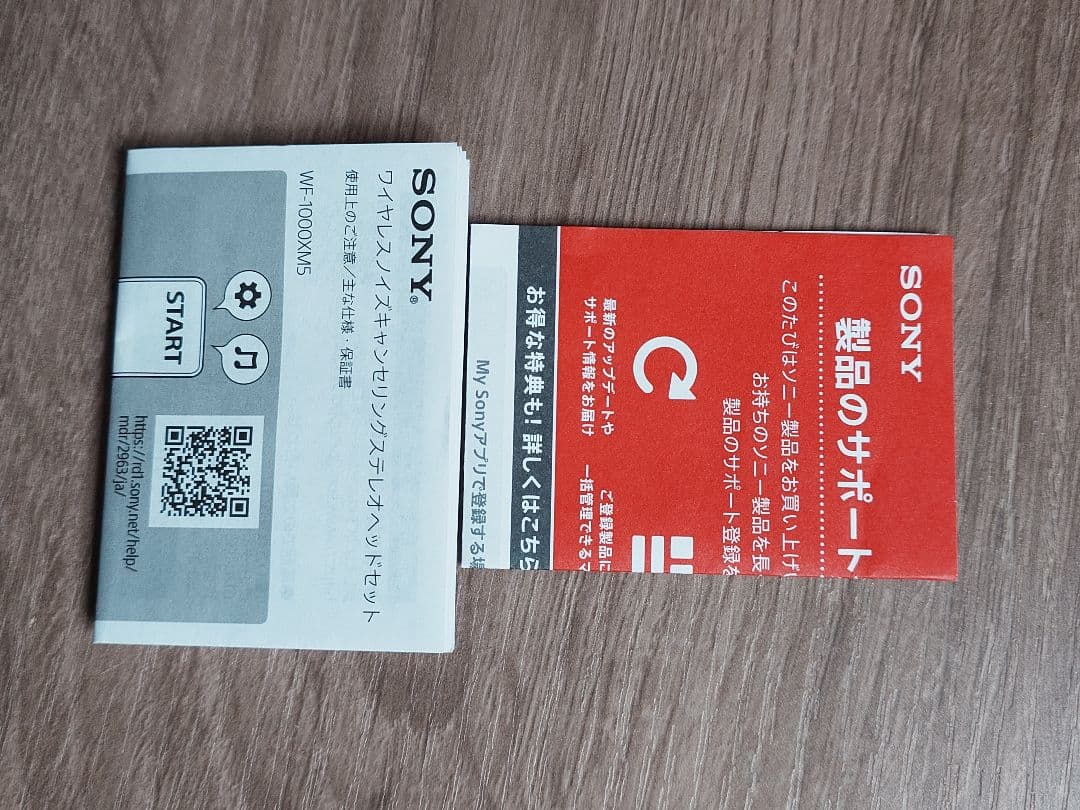 SONY®
ワイヤレスノイズキャンセリングステレオヘッドセット
使用上のご注意/主な仕様・保証書
WF-1000XM5
START
https://rd1.sony.net/help/
mdr/2963/ja/
SONY
製品のサポート
このたびはソニー製品をお買い上げい
お持ちのソニー製品を長
製品のサポート登録を
最新のアップデートや
サポート情報をお届け
ご登録製品に
一括管理できるマ
お得な特典も!詳しくはこちら
My Sonyアプリで登録する場